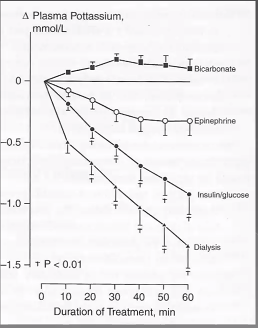 Δ Plasma Pottassium,
mmol/L
Bicarbonate
0
Epinephrine
-0.5
Insulin/glucose
-1.0
Dialysis
-1.5
т P < 0.01
0 10 20 30 40 50 60
Duration of Treatment, min